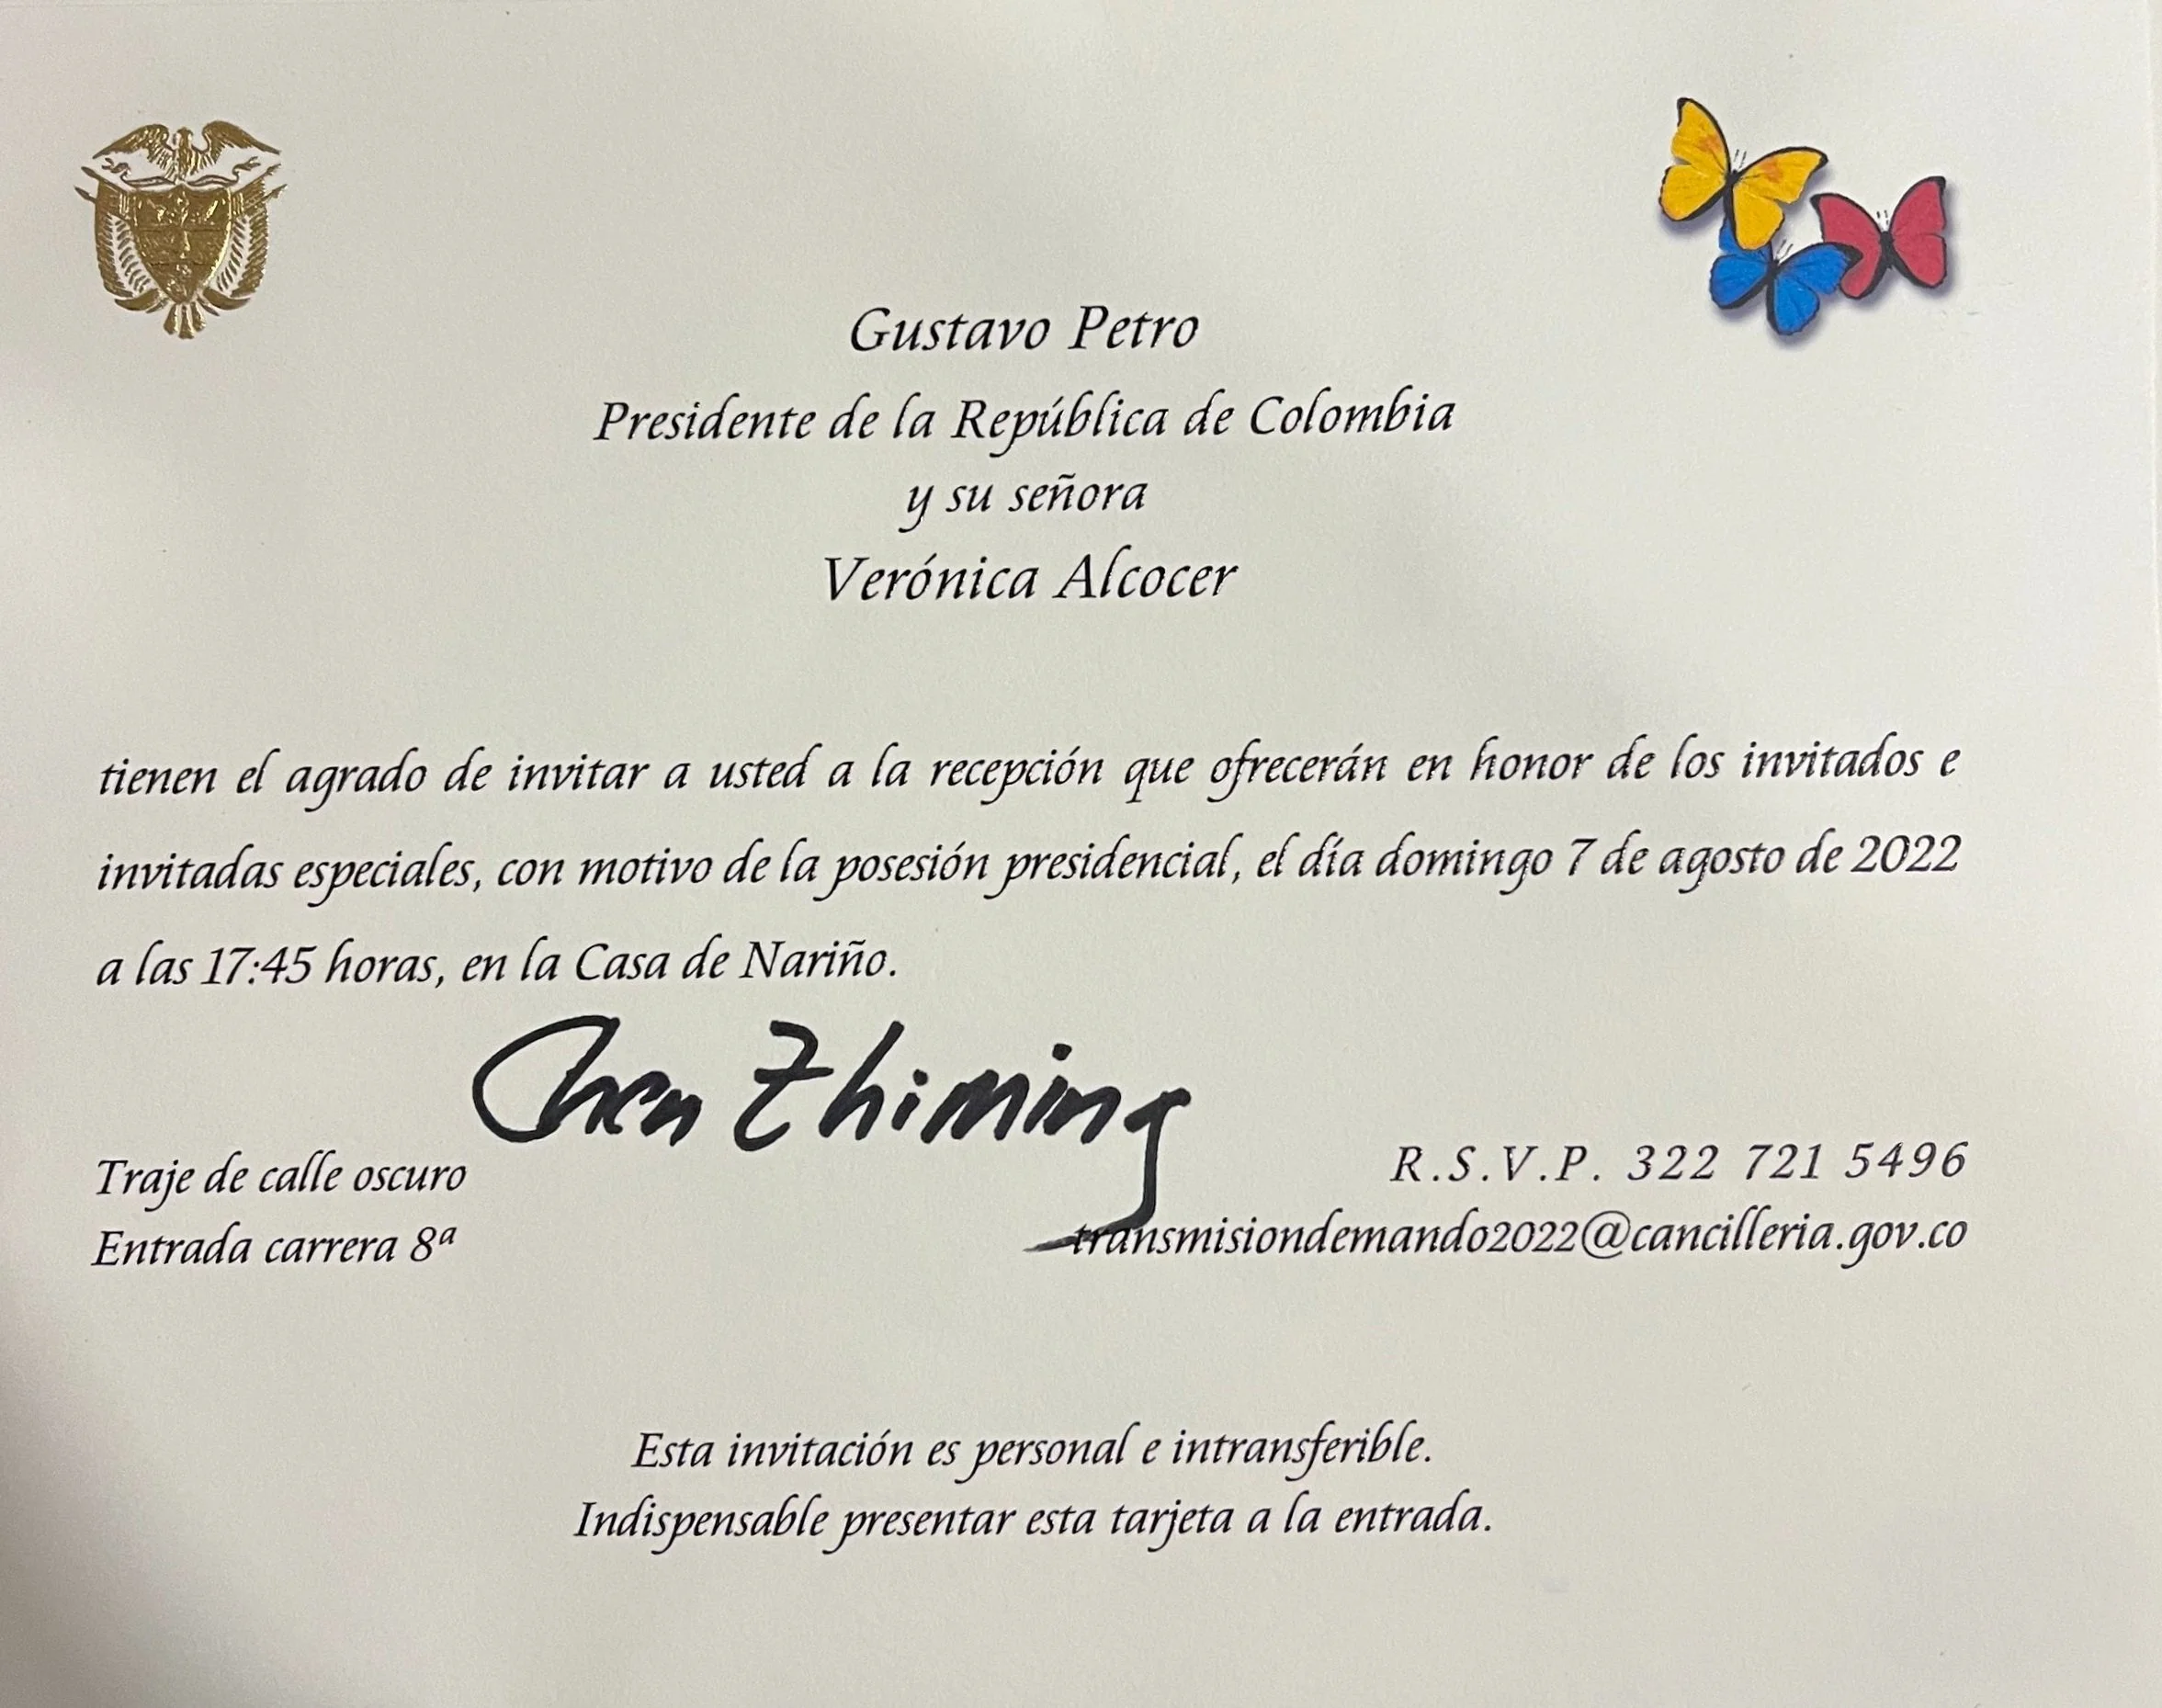 Gustavo Petro
Presidente de la República de Colombia
y su señora
Verónica Alcocer
tienen el agrado de invitar a usted a la recepción que ofrecerán en honor de los invitados e
invitadas especiales, con motivo de la posesión presidencial, el día domingo 7 de agosto de 2022
a las 17:45 horas, en la Casa de Nariño.
Chen Zhiming
Traje de calle oscuro
Entrada carrera 8ª
R.S.V.P. 322 721 5496
transmisiondemando2022@cancilleria.gov.co
Esta invitación es personal e intransferible.
Indispensable presentar esta tarjeta a la entrada.